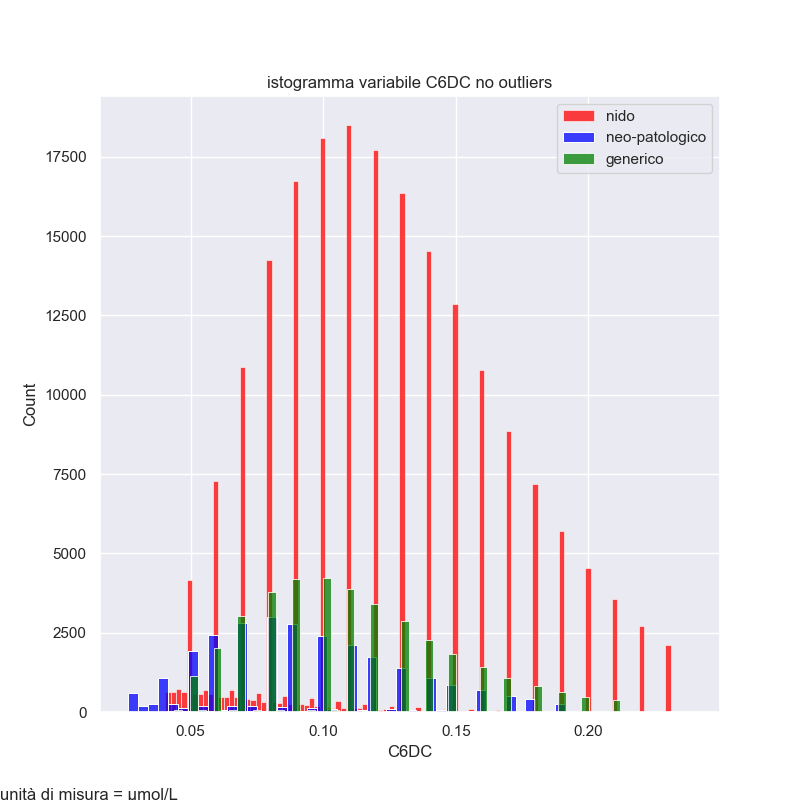 istogramma variabile C6DC no outliers
nido
neo-patologico
generico
17500
15000
12500
10000
7500
5000
2500
0
Count
0.05 0.10 0.15 0.20
C6DC
unità di misura = μmol/L